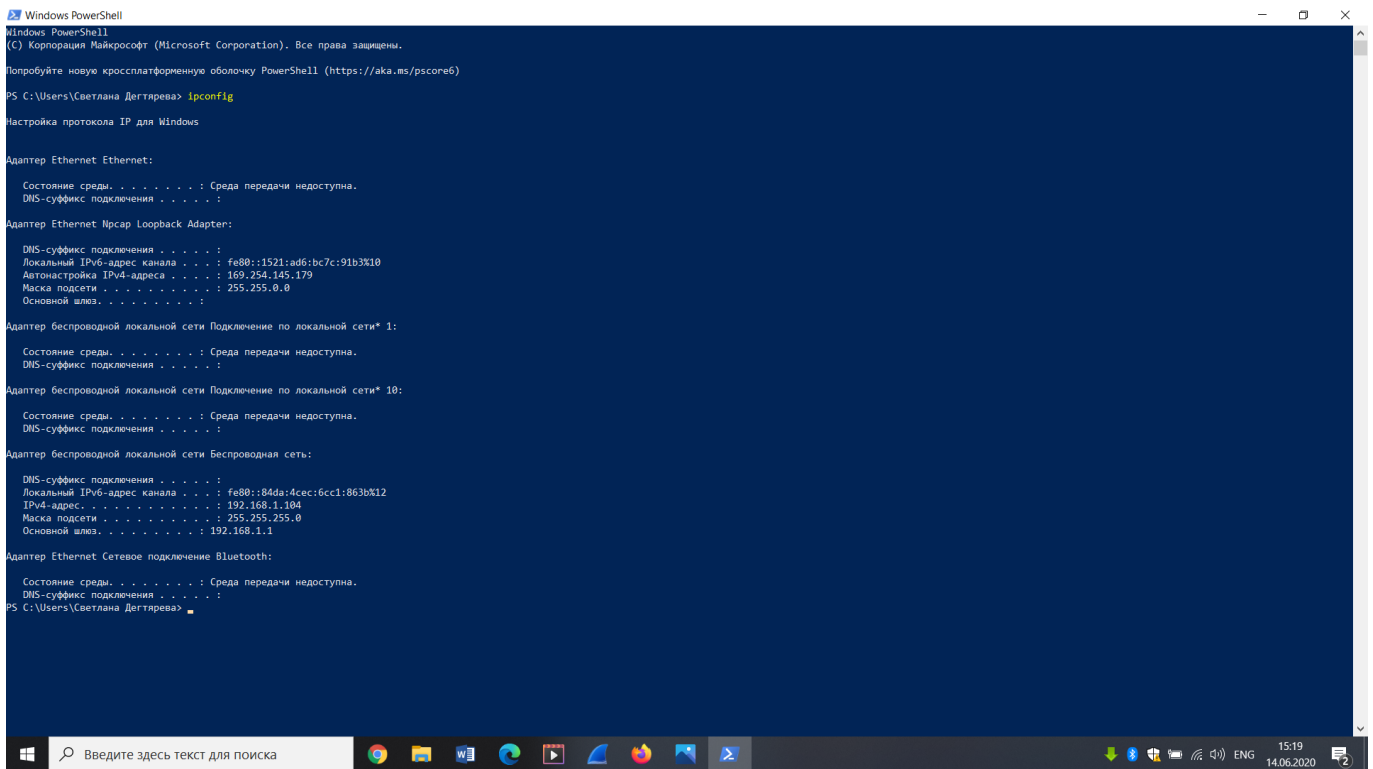 Windows PowerShell
Windows PowerShell
(C) Корпорация Майкрософт (Microsoft Corporation). Все права защищены.
Попробуйте новую кроссплатформенную оболочку PowerShell (https://aka.ms/pscore6)
PS C:\Users\Светлана Дегтярева> ipconfig
Настройка протокола IP для Windows
Адаптер Ethernet Ethernet:
Состояние среды. . . . . . . . : Среда передачи недоступна.
DNS-суффикс подключения . . . . . :
Адаптер Ethernet Npcap Loopback Adapter:
DNS-суффикс подключения . . . . . :
Локальный IPv6-адрес канала . . . : fe80::1521:ad6:bc7c:91b3%10
Автонастройка IPv4-адреса . . . . : 169.254.145.179
Маска подсети . . . . . . . . . . : 255.255.0.0
Основной шлюз. . . . . . . . . :
Адаптер беспроводной локальной сети Подключение по локальной сети* 1:
Состояние среды. . . . . . . . : Среда передачи недоступна.
DNS-суффикс подключения . . . . . :
Адаптер беспроводной локальной сети Подключение по локальной сети* 10:
Состояние среды. . . . . . . . : Среда передачи недоступна.
DNS-суффикс подключения . . . . . :
Адаптер беспроводной локальной сети Беспроводная сеть:
DNS-суффикс подключения . . . . . :
Локальный IPv6-адрес канала . . . : fe80::84da:4cec:6cc1:863b%12
IPv4-адрес. . . . . . . . . . . . : 192.168.1.104
Маска подсети . . . . . . . . . . : 255.255.255.0
Основной шлюз. . . . . . . . . : 192.168.1.1
Адаптер Ethernet Сетевое подключение Bluetooth:
Состояние среды. . . . . . . . : Среда передачи недоступна.
DNS-суффикс подключения . . . . . :
PS C:\Users\Светлана Дегтярева>
Введите здесь текст для поиска
ENG
15:19
14.06.2020
2